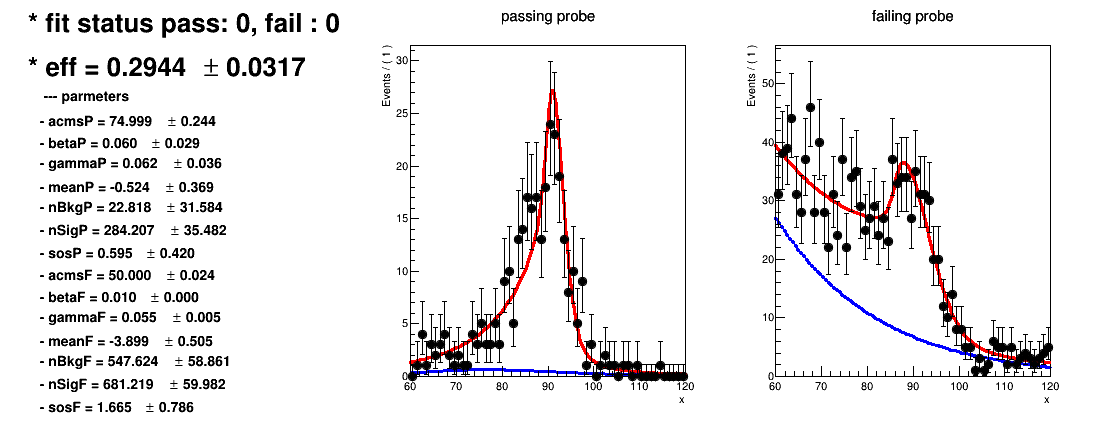 * fit status pass: 0, fail : 0
* eff = 0.2944 ± 0.0317
--- parmeters
- acmsP = 74.999 ± 0.244
- betaP = 0.060 ± 0.029
- gammaP = 0.062 ± 0.036
- meanP = -0.524 ± 0.369
- nBkgP = 22.818 ± 31.584
- nSigP = 284.207 ± 35.482
- sosP = 0.595 ± 0.420
- acmsF = 50.000 ± 0.024
- betaF = 0.010 ± 0.000
- gammaF = 0.055 ± 0.005
- meanF = -3.899 ± 0.505
- nBkgF = 547.624 ± 58.861
- nSigF = 681.219 ± 59.982
- sosF = 1.665 ± 0.786
passing probe
Events / ( 1 )
30
25
20
15
10
5
0
60 70 80 90 100 110 120
x
failing probe
Events / ( 1 )
50
40
30
20
10
0
60 70 80 90 100 110 120
x